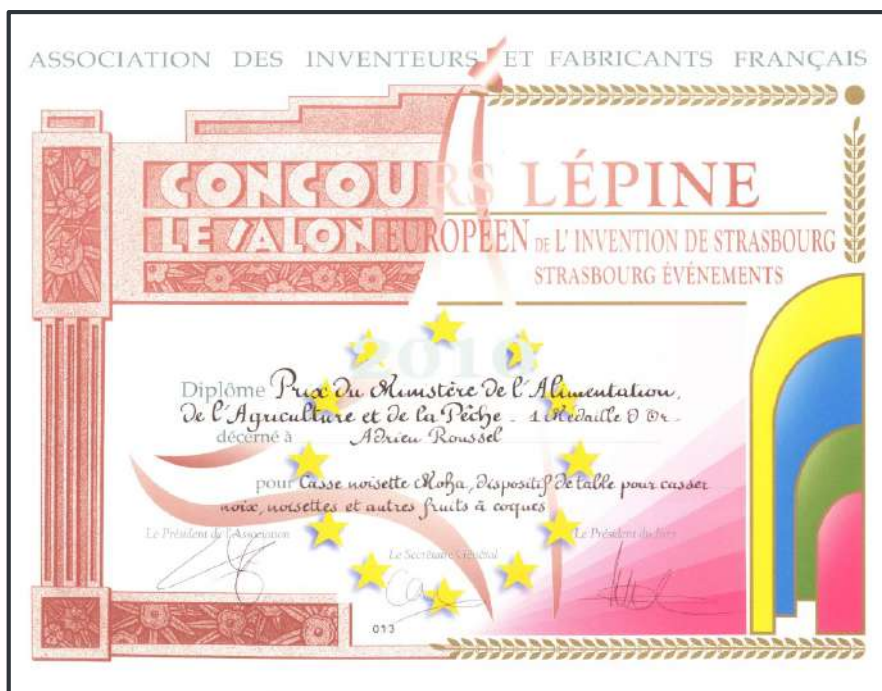 ASSOCIATION DES INVENTEURS ET FABRICANTS FRANÇAIS
CONCOURS LÉPINE
LE SALON EUROPÉEN DE L'INVENTION DE STRASBOURG
STRASBOURG ÉVÉNEMENTS
2010
Diplôme Prix du Ministère de l'Alimentation,
de l'Agriculture et de la Pêche - 1 Médaille d'Or -
décerné à Adrien Roussel
pour Casse noisette Moha, dispositif de table pour casser
noix, noisettes et autres fruits à coques
Le Président de l'Association
Le Secrétaire Général
Le Président du Jury
013